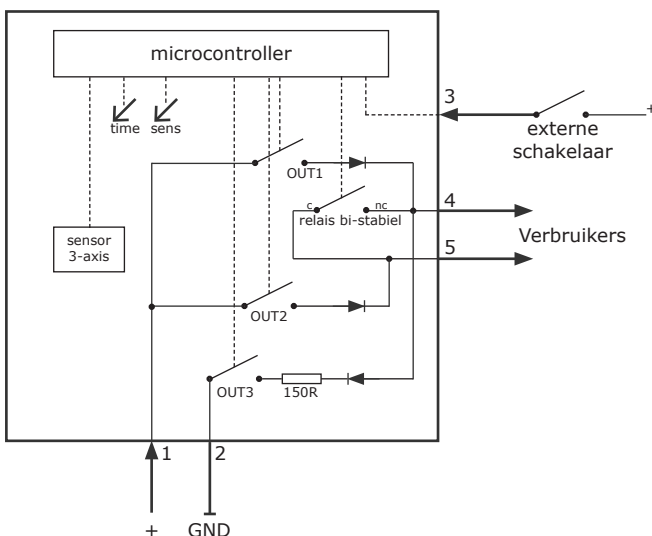 microcontroller
time
sens
3
+
externe
schakelaar
OUT1
c
nc
relais bi-stabiel
4
sensor
3-axis
Verbruikers
5
OUT2
OUT3
150R
1
2
+
GND